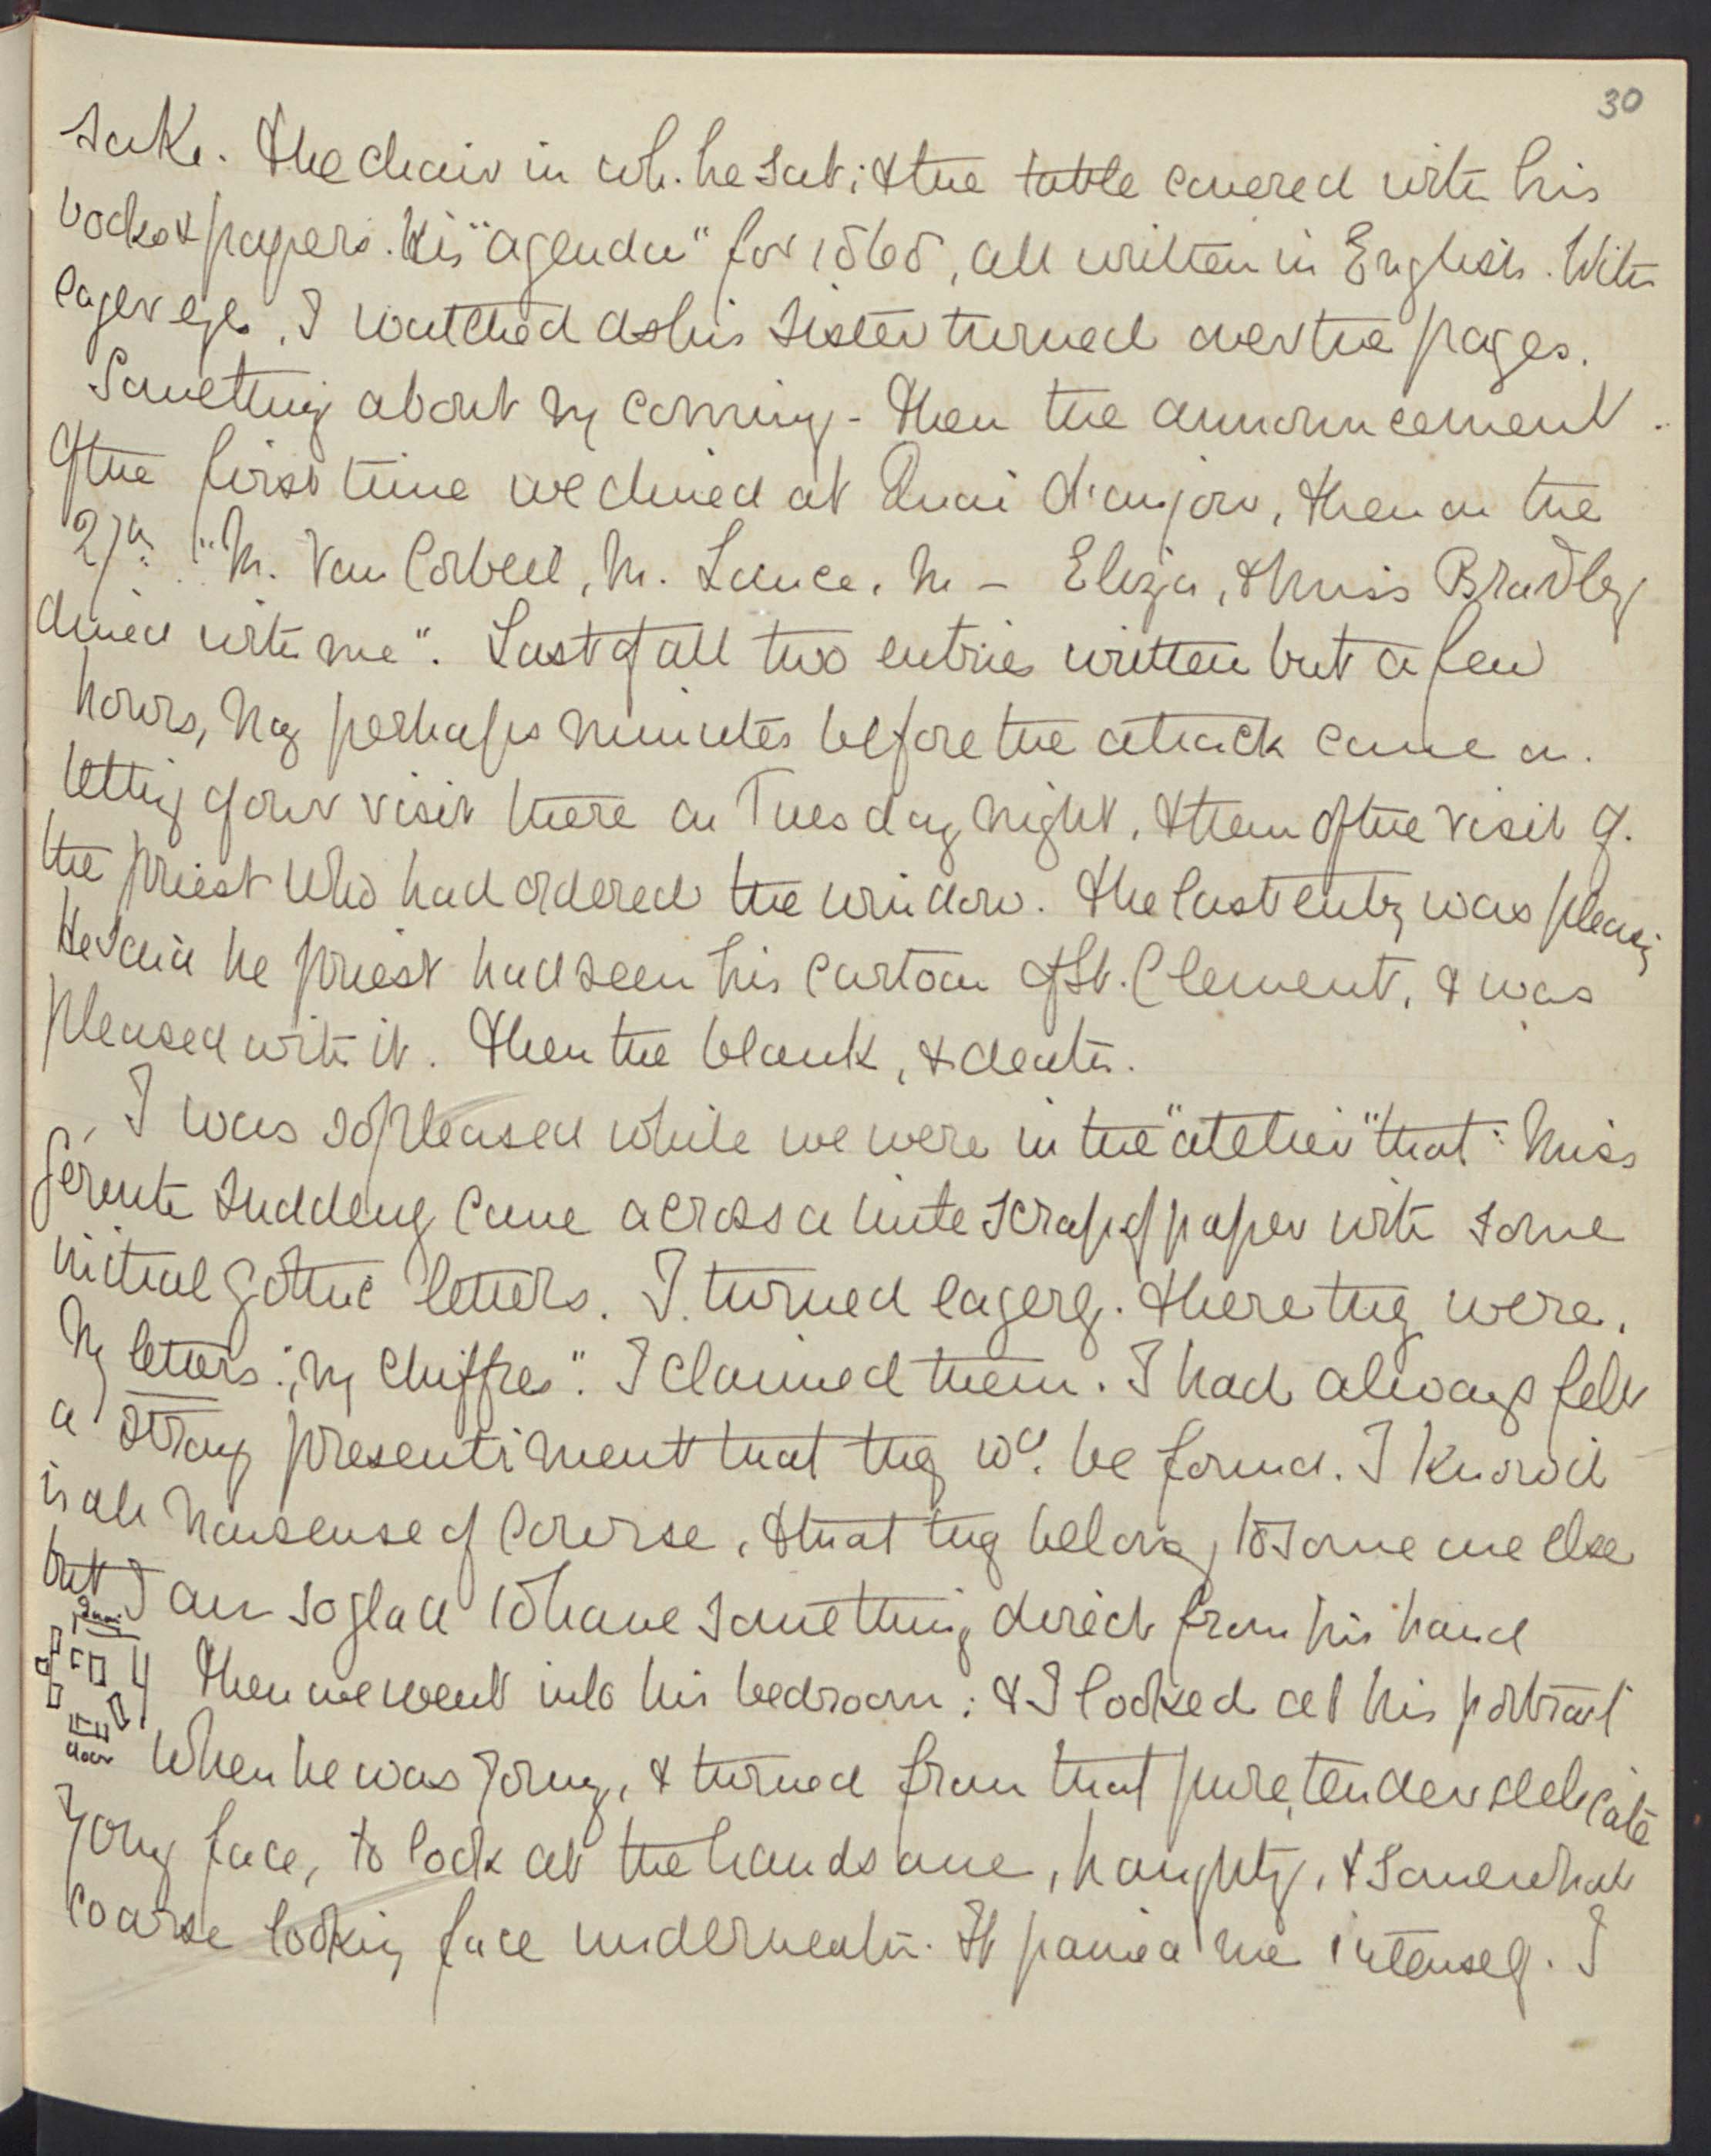 30
sake. The chair in wh. he sat; & the table covered with his
books & papers. His "agenda" for 1868, all written in English. With
eager eyes, I watched as his sister turned over the pages.
Something about my coming - then the announcement
of the first time we dined at Quai d'anjou, then on the
27th "M. Van Corbeil, M. Lance, M - Eliza, & Miss Bradley
dined with me". Last of all two entries written but a few
hours, nay perhaps minutes before the attack came on.
telling of our visit there on Tuesday night, & then of the visit of
the priest who had ordered the window. The last entry was pleasing
He said he priest had seen his cartoon of St. Clement, & was
pleased with it. Then the blank, & death.
I was so pleased while we were in the "atelier" that Miss
Gérente suddenly came across a little scrap of paper with some
initial gothic letters. I turned eagerly. There they were,
My letters: "my chiffres". I claimed them. I had always felt
a strong presentiment that they wd. be found. I know it
is all nonsense of course, & that they belong to some one else
but I am so glad to have something direct from his hand
Quai
Then we went into his bedroom; & I looked at his portrait
door
when he was young, & turned from that pure, tender delicate
young face, to look at the handsome, haughty, & somewhat
coarse looking face underneath. It pained me intensely. I